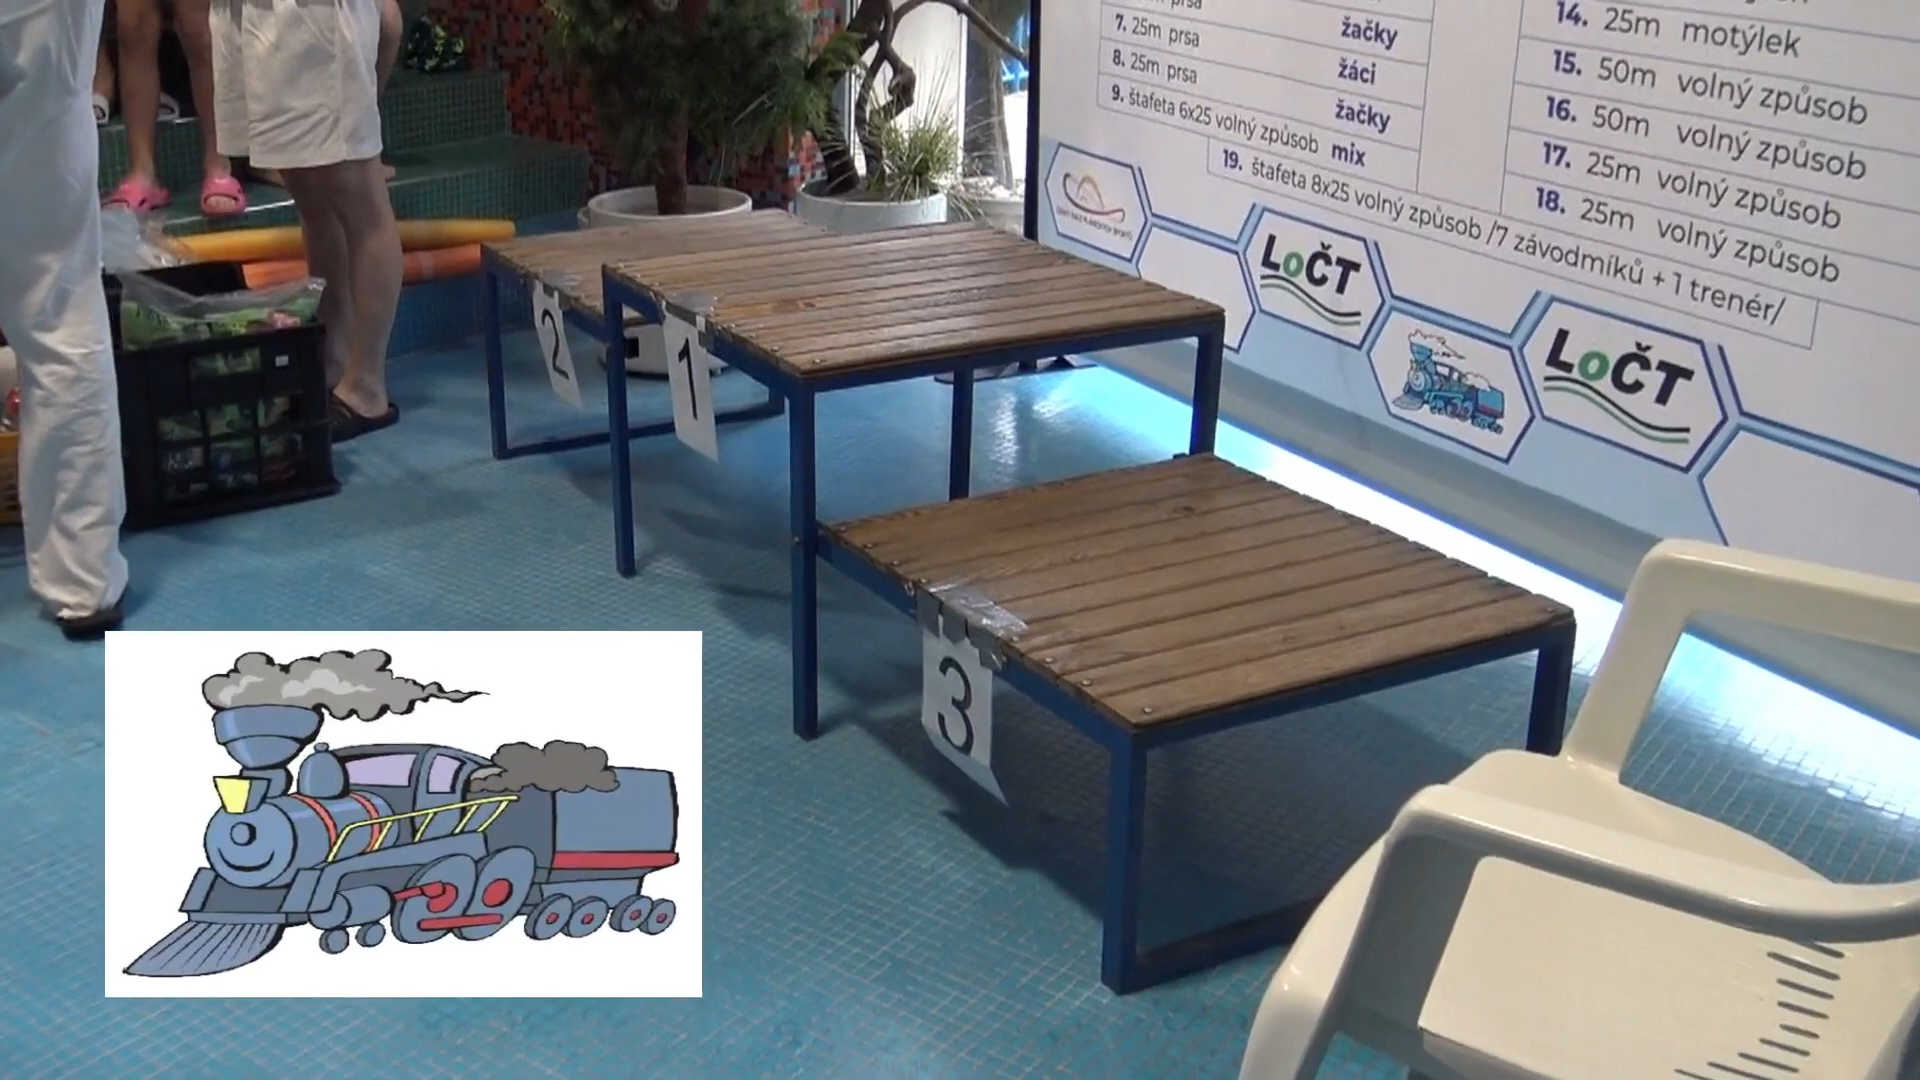 7. 25m prsa žačky
8. 25m prsa žáci
9. štafeta 6x25 volný způsob žačky
mix
14. 25m motýlek
15. 50m volný způsob
16. 50m volný způsob
17. 25m volný způsob
18. 25m volný způsob
19. štafeta 8x25 volný způsob /7 závodmíků + 1 trenér/
LoČT
LoČT
2
1
3